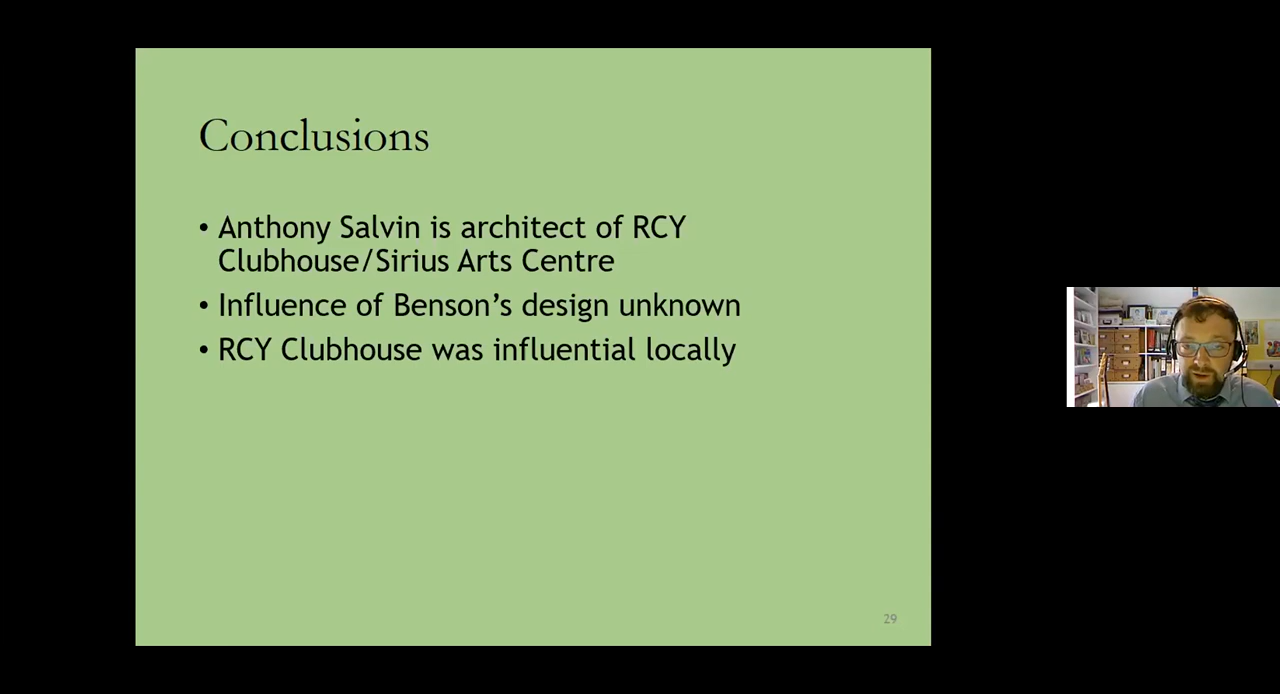 Conclusions
• Anthony Salvin is architect of RCY
Clubhouse/Sirius Arts Centre
• Influence of Benson’s design unknown
• RCY Clubhouse was influential locally
29